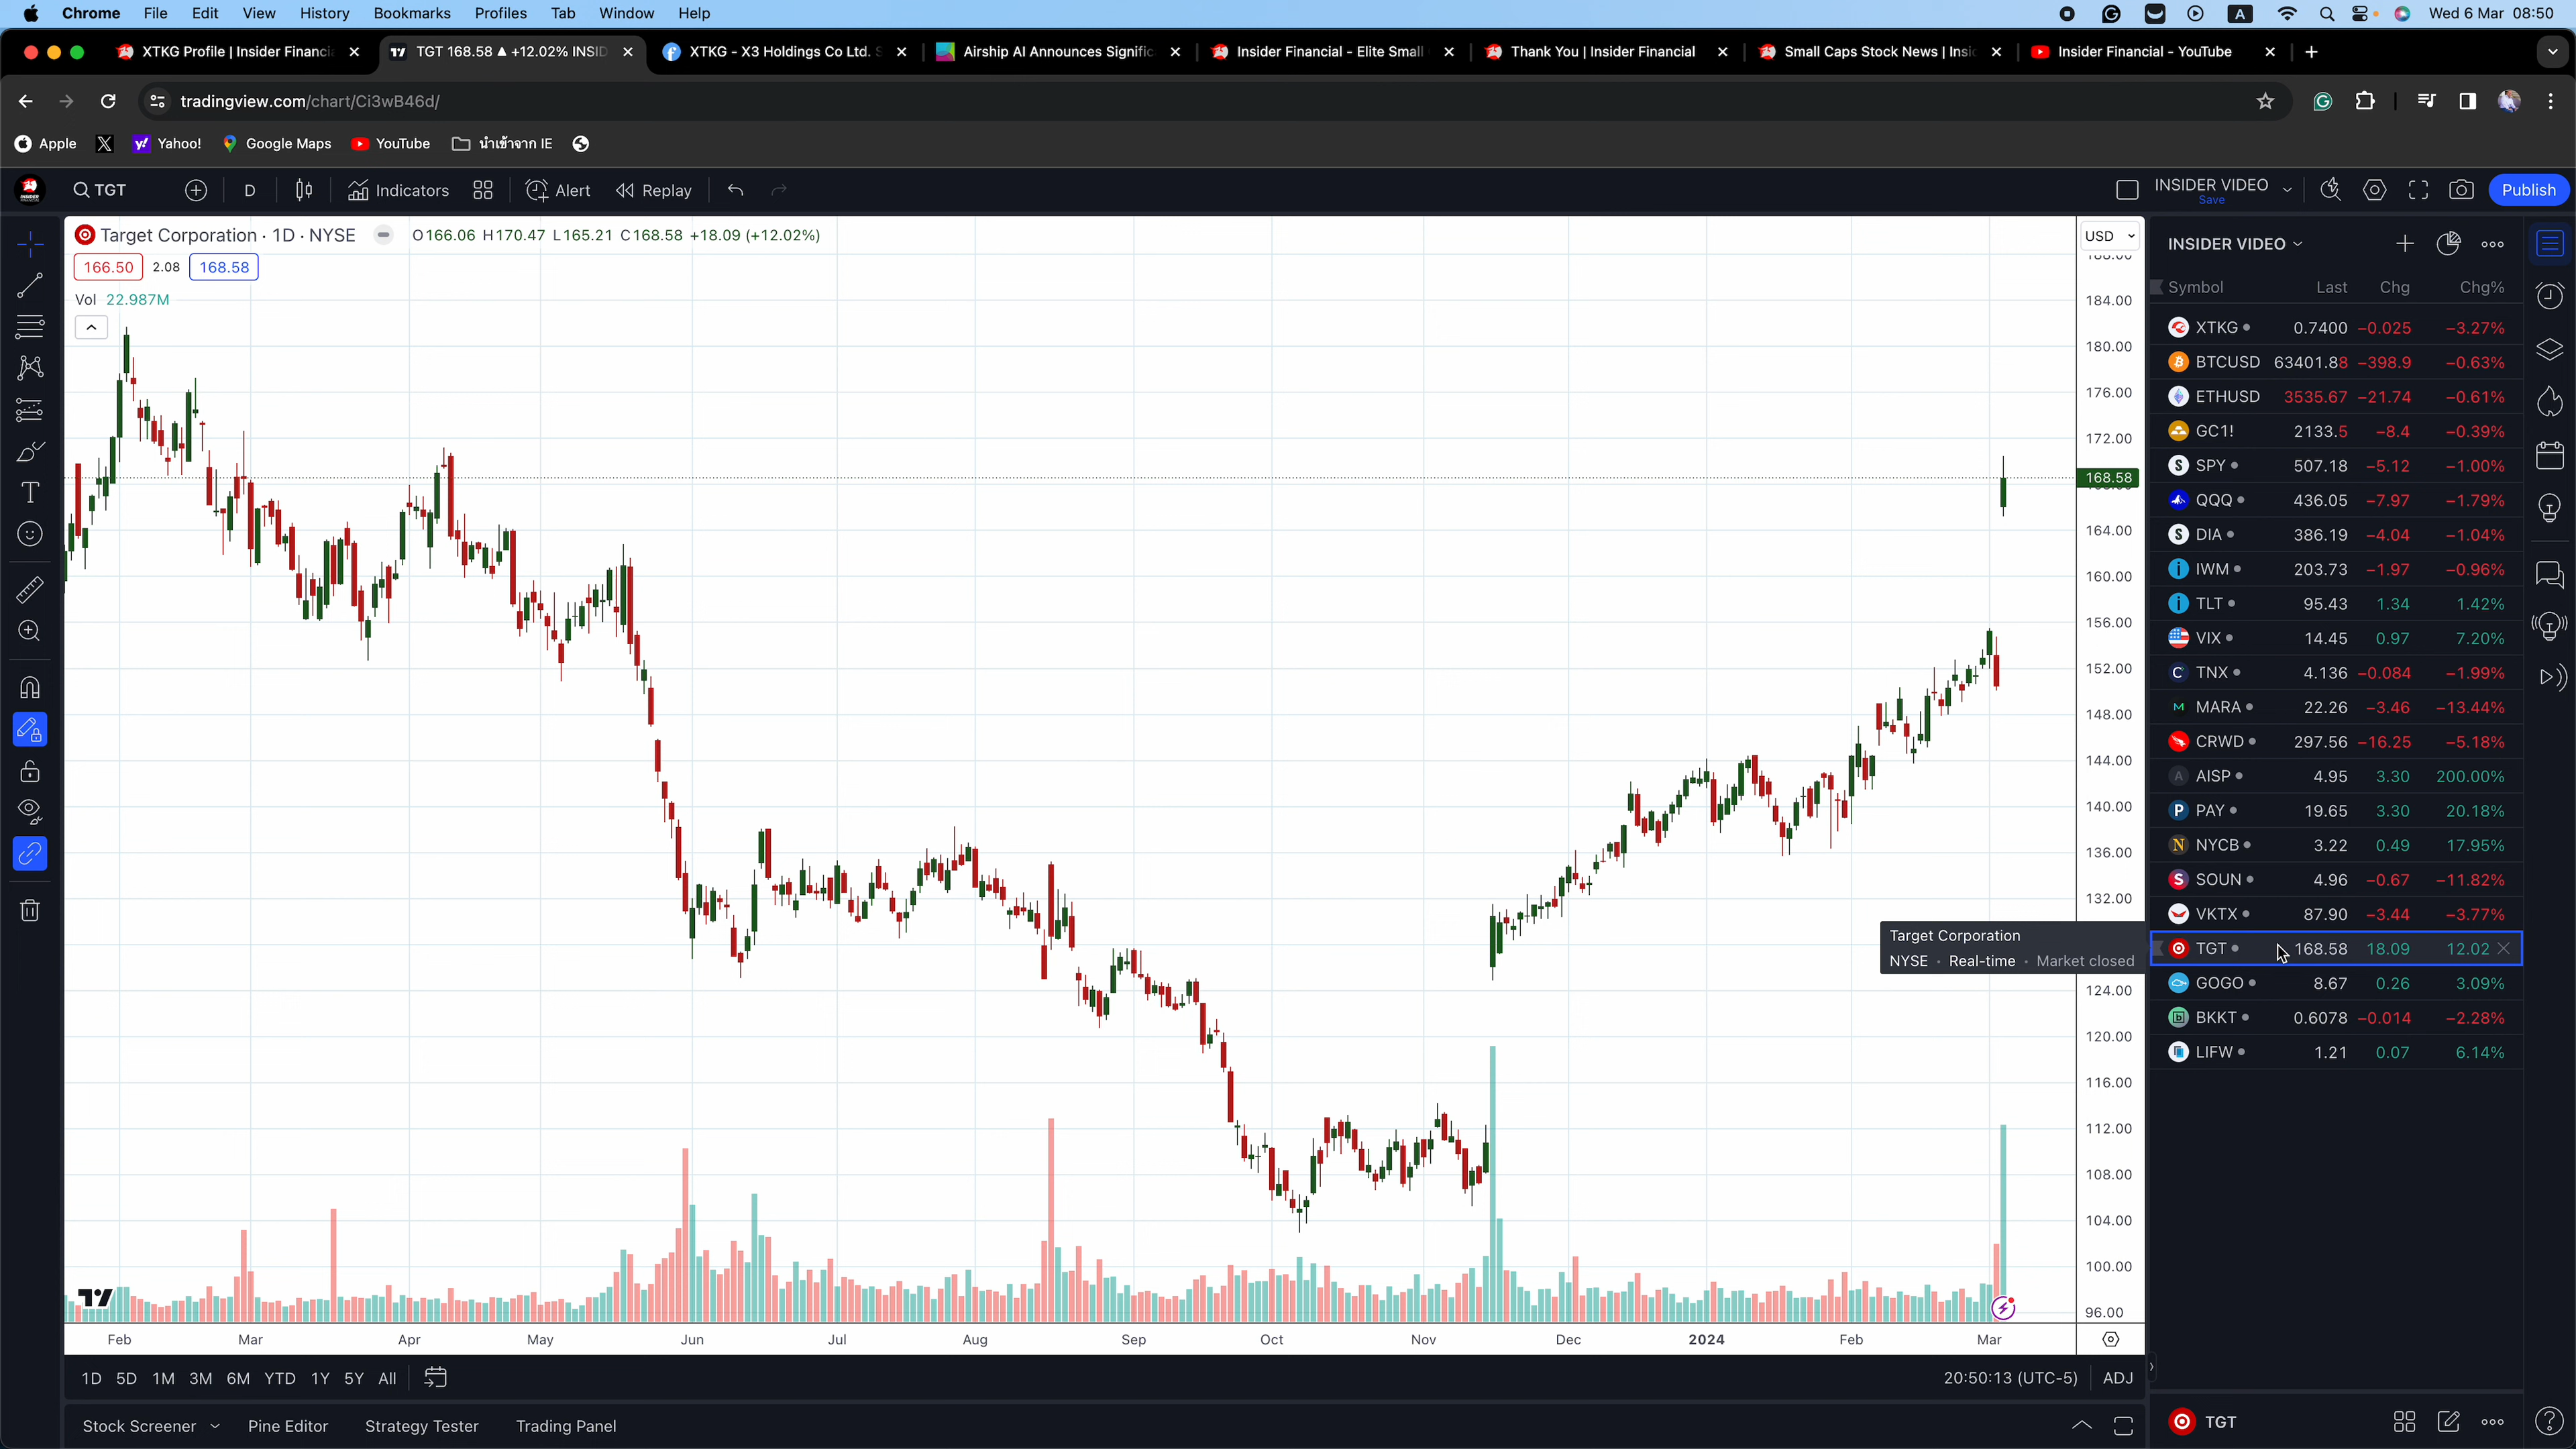 Chrome File Edit View History Bookmarks Profiles Tab Window Help A Wed 6 Mar 08:50
XTKG Profile | Insider Financi TGT 168.58 ▲ +12.02% INSID XTKG - X3 Holdings Co Ltd. S Airship AI Announces Signific Insider Financial - Elite Small Thank You | Insider Financial Small Caps Stock News | Insi Insider Financial - YouTube
tradingview.com/chart/Ci3wB46d/
Apple Yahoo! Google Maps YouTube นำเข้าจาก IE
TGT D Indicators Alert Replay INSIDER VIDEO Save Publish
Target Corporation · 1D · NYSE O166.06 H170.47 L165.21 C168.58 +18.09 (+12.02%) USD
166.50 2.08 168.58
Vol 22.987M
188.00
184.00
180.00
176.00
172.00
168.58
164.00
160.00
156.00
152.00
148.00
144.00
140.00
136.00
132.00
124.00
120.00
116.00
112.00
108.00
104.00
100.00
96.00
Target Corporation
NYSE • Real-time • Market closed
Feb Mar Apr May Jun Jul Aug Sep Oct Nov Dec 2024 Feb Mar
1D 5D 1M 3M 6M YTD 1Y 5Y All 20:50:13 (UTC-5) ADJ
Stock Screener Pine Editor Strategy Tester Trading Panel
INSIDER VIDEO
Symbol Last Chg Chg%
XTKG 0.7400 −0.025 −3.27%
BTCUSD 63401.88 −398.9 −0.63%
ETHUSD 3535.67 −21.74 −0.61%
GC1! 2133.5 −8.4 −0.39%
SPY 507.18 −5.12 −1.00%
QQQ 436.05 −7.97 −1.79%
DIA 386.19 −4.04 −1.04%
IWM 203.73 −1.97 −0.96%
TLT 95.43 1.34 1.42%
VIX 14.45 0.97 7.20%
TNX 4.136 −0.084 −1.99%
MARA 22.26 −3.46 −13.44%
CRWD 297.56 −16.25 −5.18%
AISP 4.95 3.30 200.00%
PAY 19.65 3.30 20.18%
NYCB 3.22 0.49 17.95%
SOUN 4.96 −0.67 −11.82%
VKTX 87.90 −3.44 −3.77%
TGT 168.58 18.09 12.02
GOGO 8.67 0.26 3.09%
BKKT 0.6078 −0.014 −2.28%
LIFW 1.21 0.07 6.14%
TGT